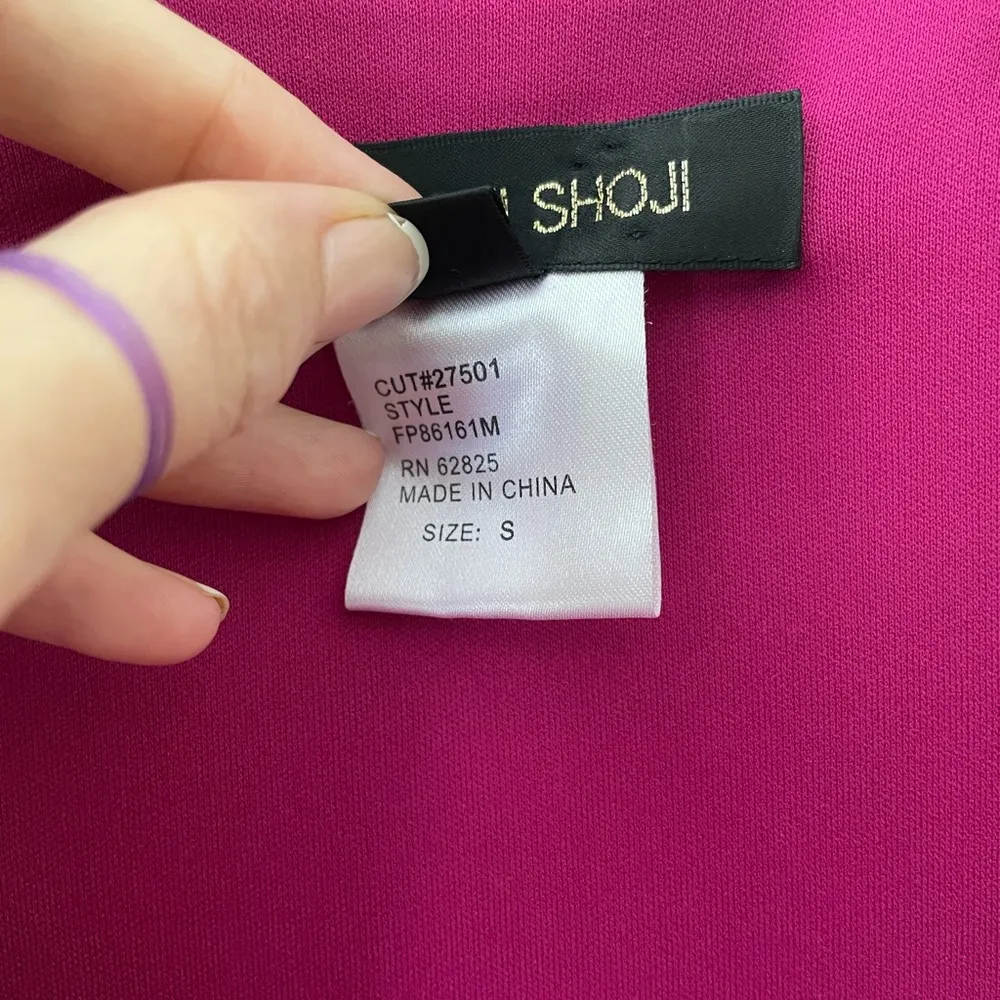 SHOJI
CUT#27501
STYLE
FP86161M
RN 62825
MADE IN CHINA
SIZE: S